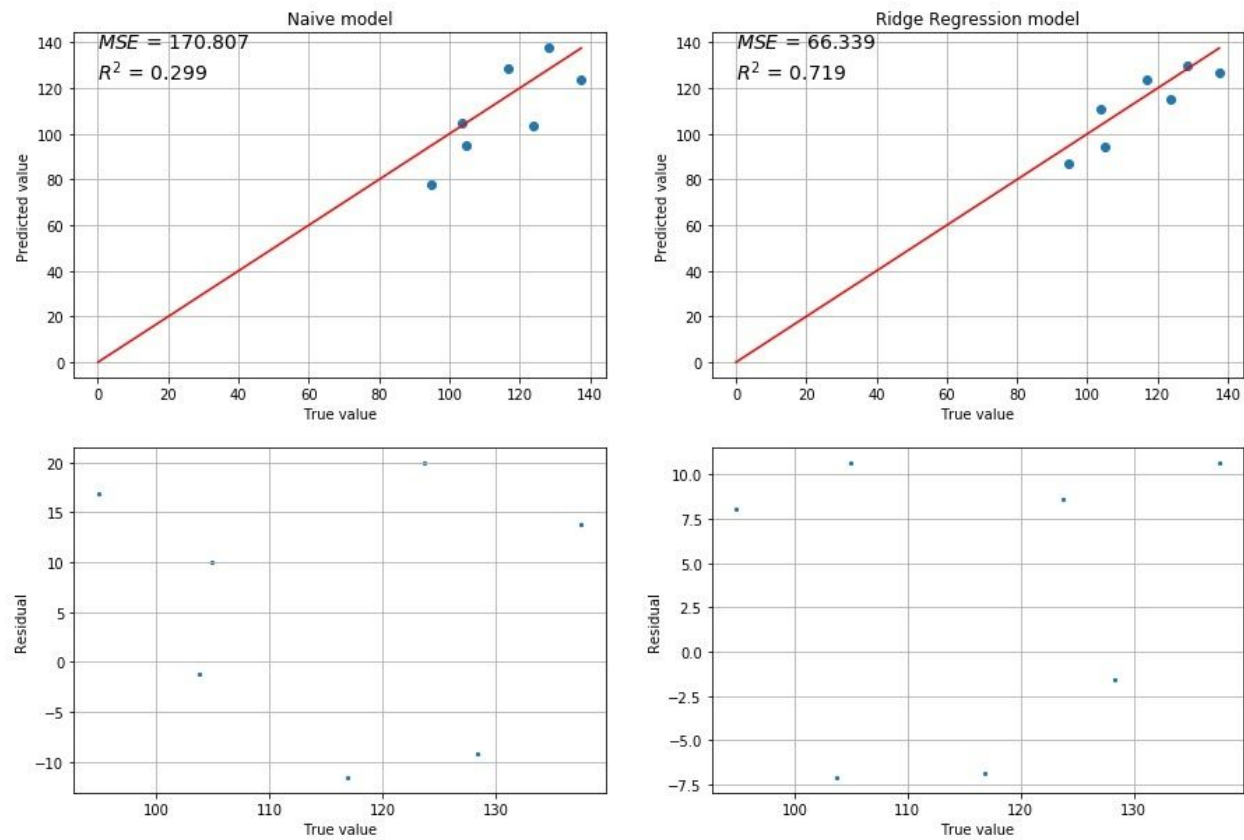 Naive model
MSE = 170.807
R² = 0.299
140
120
100
80
60
40
20
0
Predicted value
0 20 40 60 80 100 120 140
True value
Ridge Regression model
MSE = 66.339
R² = 0.719
140
120
100
80
60
40
20
0
Predicted value
0 20 40 60 80 100 120 140
True value
20
15
10
5
0
−5
−10
Residual
100 110 120 130
True value
10.0
7.5
5.0
2.5
0.0
−2.5
−5.0
−7.5
Residual
100 110 120 130
True value